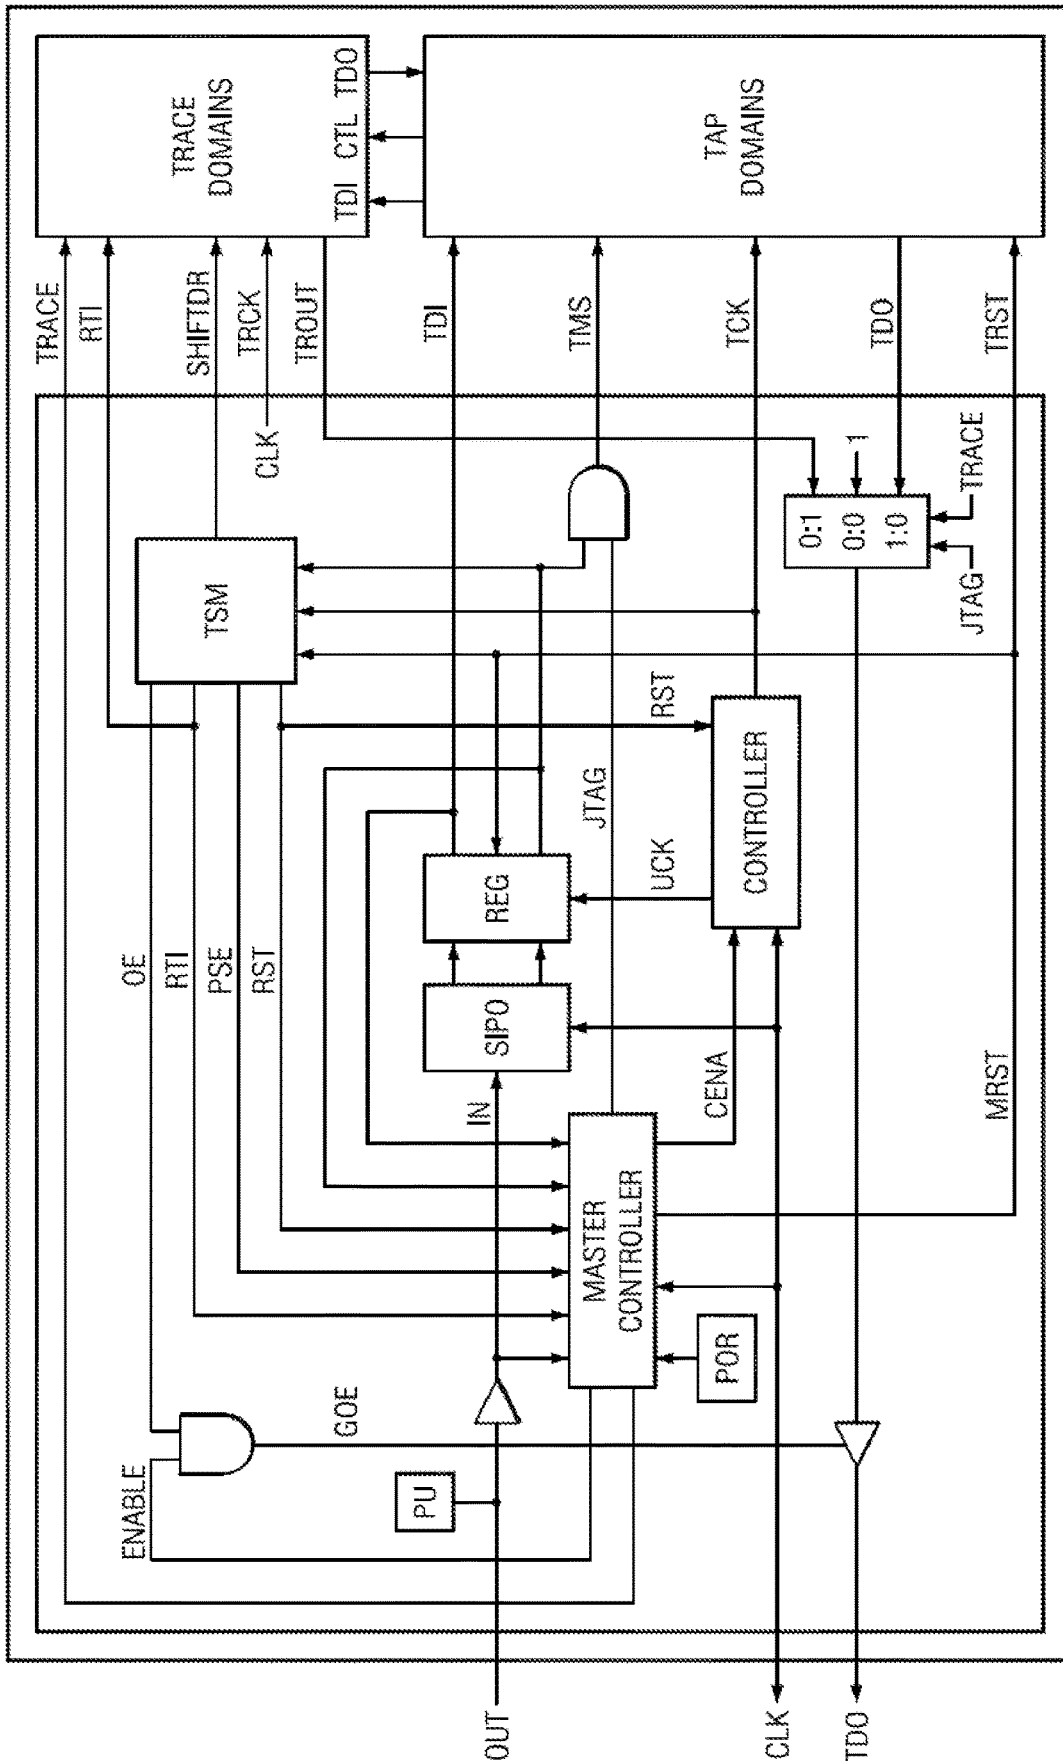 TRACE
DOMAINS
TDI
CTL
TDO
TAP
DOMAINS
TRACE
RTI
SHIFTDR
TRCK
TROUT
TDI
TMS
TCK
TDO
TRST
CLK
TSM
0:1
0:0
1:0
1
TRACE
JTAG
RST
JTAG
UCK
CONTROLLER
REG
SIPO
OE
RTI
PSE
RST
IN
CENA
MRST
MASTER
CONTROLLER
POR
GOE
ENABLE
PU
OUT
CLK
TDO